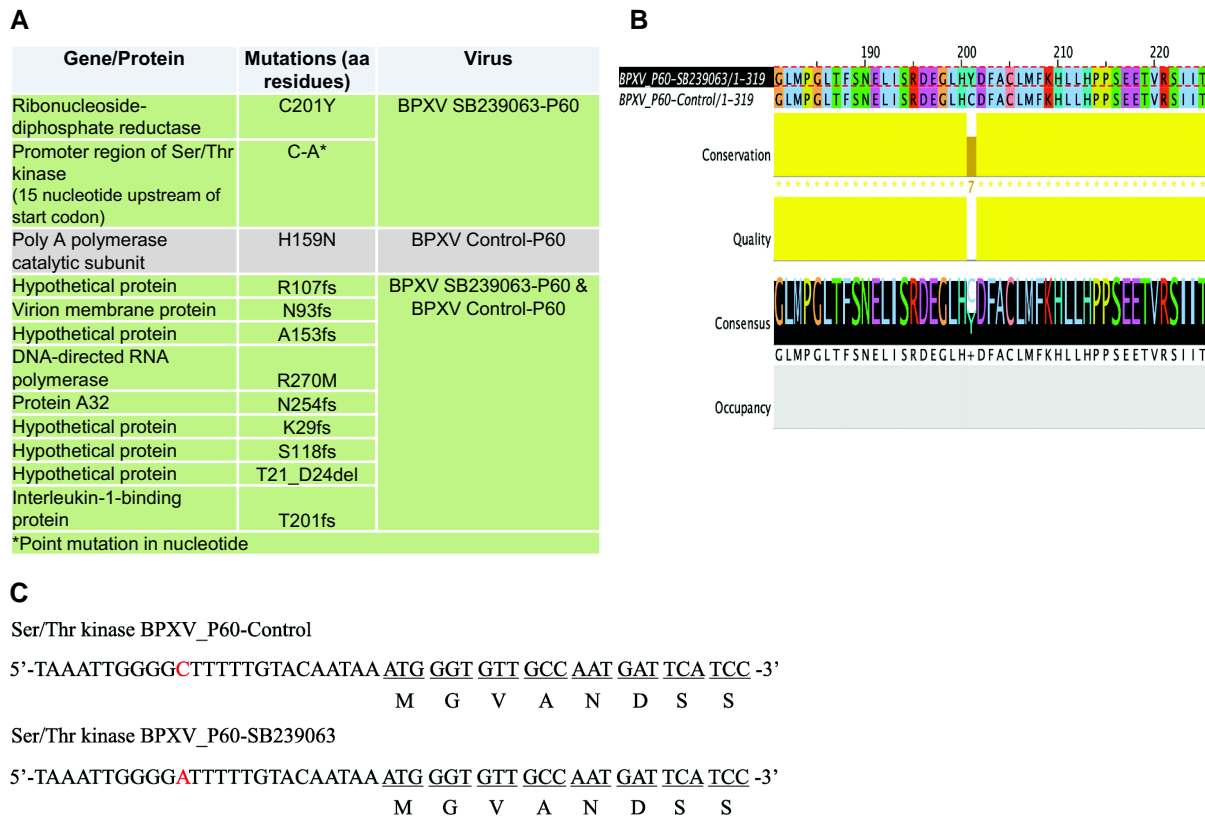 A
Gene/Protein
Mutations (aa
residues)
Virus
Ribonucleoside-
diphosphate reductase
C201Y
BPXV SB239063-P60
Promoter region of Ser/Thr
kinase
(15 nucleotide upstream of
start codon)
C-A*
Poly A polymerase
catalytic subunit
H159N
BPXV Control-P60
Hypothetical protein
R107fs
BPXV SB239063-P60 &
BPXV Control-P60
Virion membrane protein
N93fs
Hypothetical protein
A153fs
DNA-directed RNA
polymerase
R270M
Protein A32
N254fs
Hypothetical protein
K29fs
Hypothetical protein
S118fs
Hypothetical protein
T21_D24del
Interleukin-1-binding
protein
T201fs
*Point mutation in nucleotide
B
190 200 210 220
BPXV_P60-SB239063/1-319 GLMPGLTFSNELISRDEGLHYDFACLMFKHLLHPPSEETVRSIIT
BPXV_P60-Control/1-319 GLMPGLTFSNELISRDEGLHCDFACLMFKHLLHPPSEETVRSIIT
Conservation
********************7************************
Quality
Consensus
GLMPGLTFSNELISRDEGLH+DFACLMFKHLLHPPSEETVRSIIT
Occupancy
C
Ser/Thr kinase BPXV_P60-Control
5’-TAAATTGGGGCTTTTTGTACAATAA ATG GGT GTT GCC AAT GAT TCA TCC -3’
M G V A N D S S
Ser/Thr kinase BPXV_P60-SB239063
5’-TAAATTGGGGATTTTTGTACAATAA ATG GGT GTT GCC AAT GAT TCA TCC -3’
M G V A N D S S